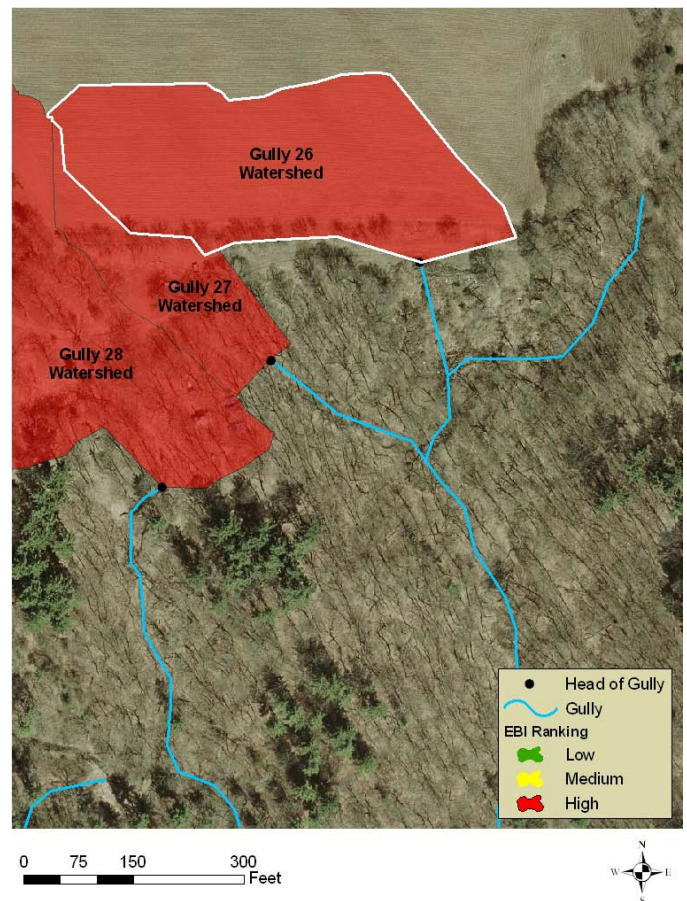 Gully 26
Watershed
Gully 27
Watershed
Gully 28
Watershed
Head of Gully
Gully
EBI Ranking
Low
Medium
High
0 75 150 300
Feet
N
W E
S